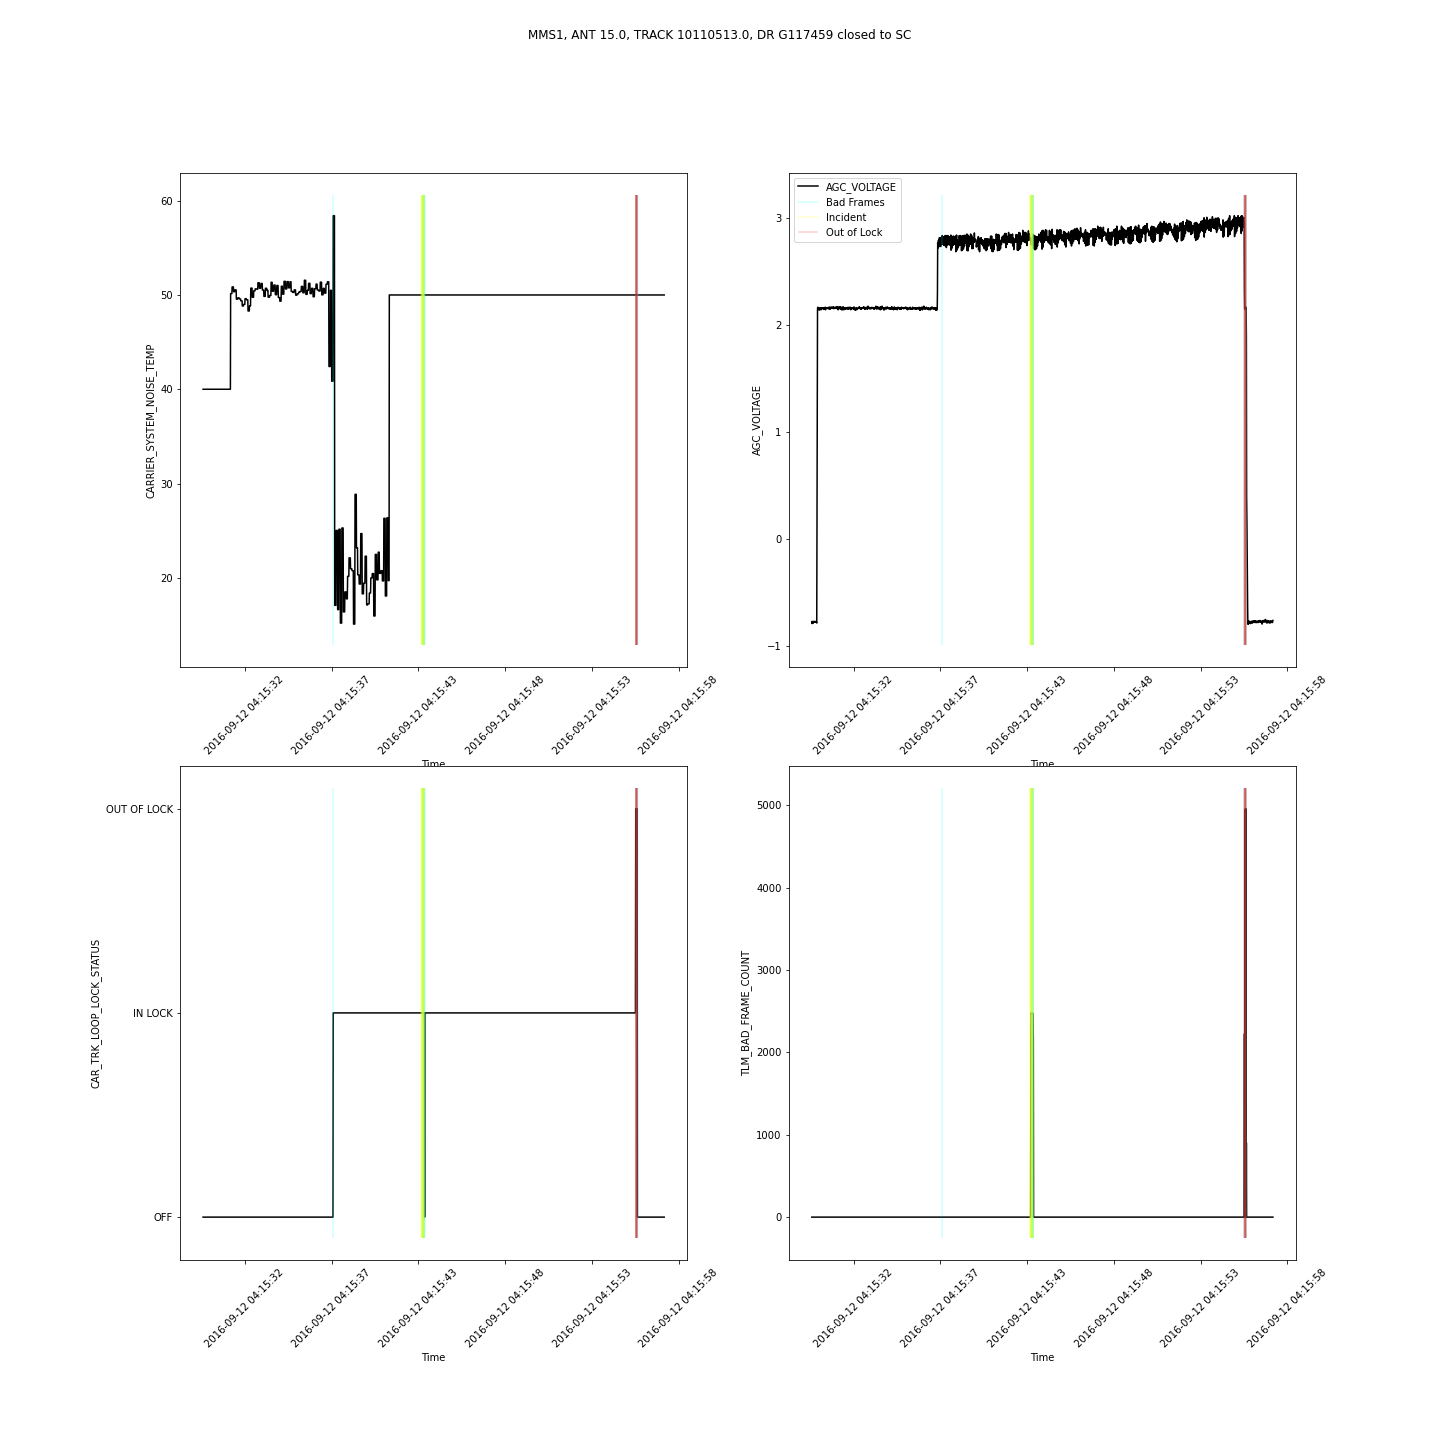 MMS1, ANT 15.0, TRACK 10110513.0, DR G117459 closed to SC
60
50
40
30
20
CARRIER_SYSTEM_NOISE_TEMP
2016-09-12 04:15:32
2016-09-12 04:15:37
2016-09-12 04:15:43
2016-09-12 04:15:48
2016-09-12 04:15:53
2016-09-12 04:15:58
Time
AGC_VOLTAGE
Bad Frames
Incident
Out of Lock
3
2
1
0
−1
AGC_VOLTAGE
2016-09-12 04:15:32
2016-09-12 04:15:37
2016-09-12 04:15:43
2016-09-12 04:15:48
2016-09-12 04:15:53
2016-09-12 04:15:58
Time
OUT OF LOCK
IN LOCK
OFF
CAR_TRK_LOOP_LOCK_STATUS
2016-09-12 04:15:32
2016-09-12 04:15:37
2016-09-12 04:15:43
2016-09-12 04:15:48
2016-09-12 04:15:53
2016-09-12 04:15:58
Time
5000
4000
3000
2000
1000
0
TLM_BAD_FRAME_COUNT
2016-09-12 04:15:32
2016-09-12 04:15:37
2016-09-12 04:15:43
2016-09-12 04:15:48
2016-09-12 04:15:53
2016-09-12 04:15:58
Time